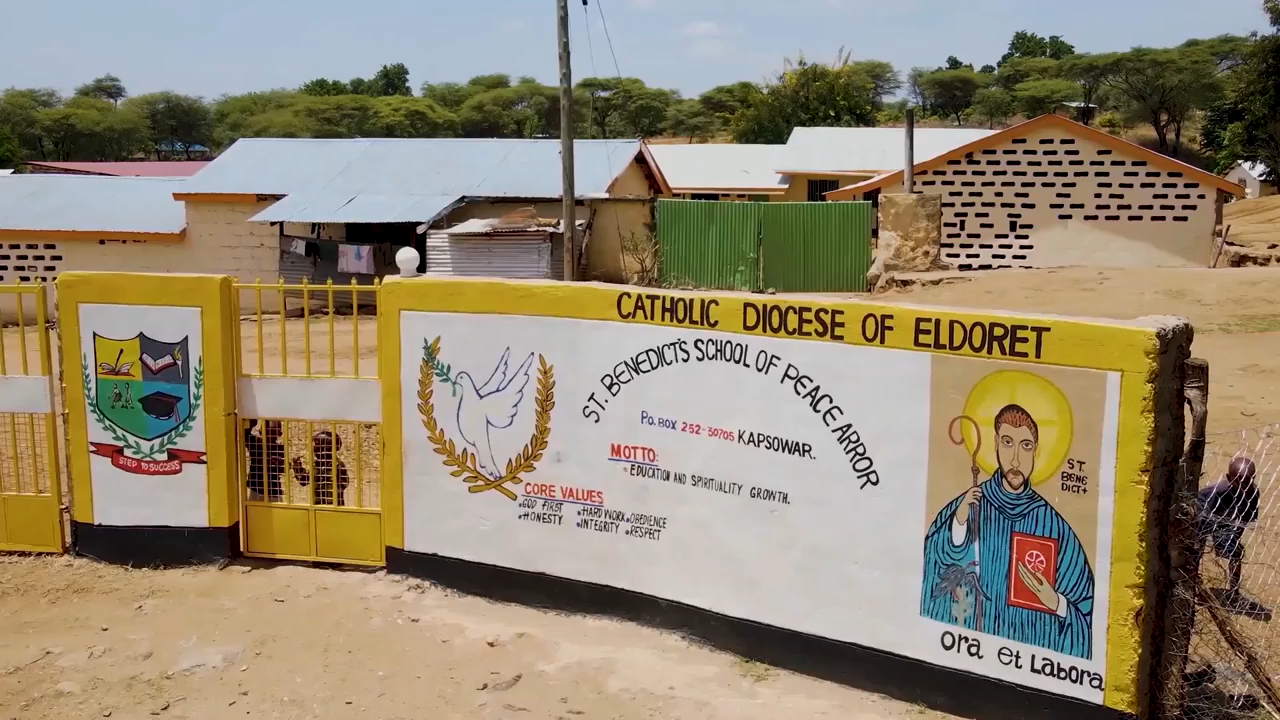 STEP TO SUCCESS
CATHOLIC DIOCESE OF ELDORET
ST. BENEDICT'S SCHOOL OF PEACE ARROR
P.O. BOX 252-30705 KAPSOWAR.
MOTTO:
EDUCATION AND SPIRITUALITY GROWTH.
CORE VALUES
GOD FIRST HARD WORK OBEDIENCE
HONESTY INTEGRITY RESPECT
ST.
BENE
DICT
Ora et Labora